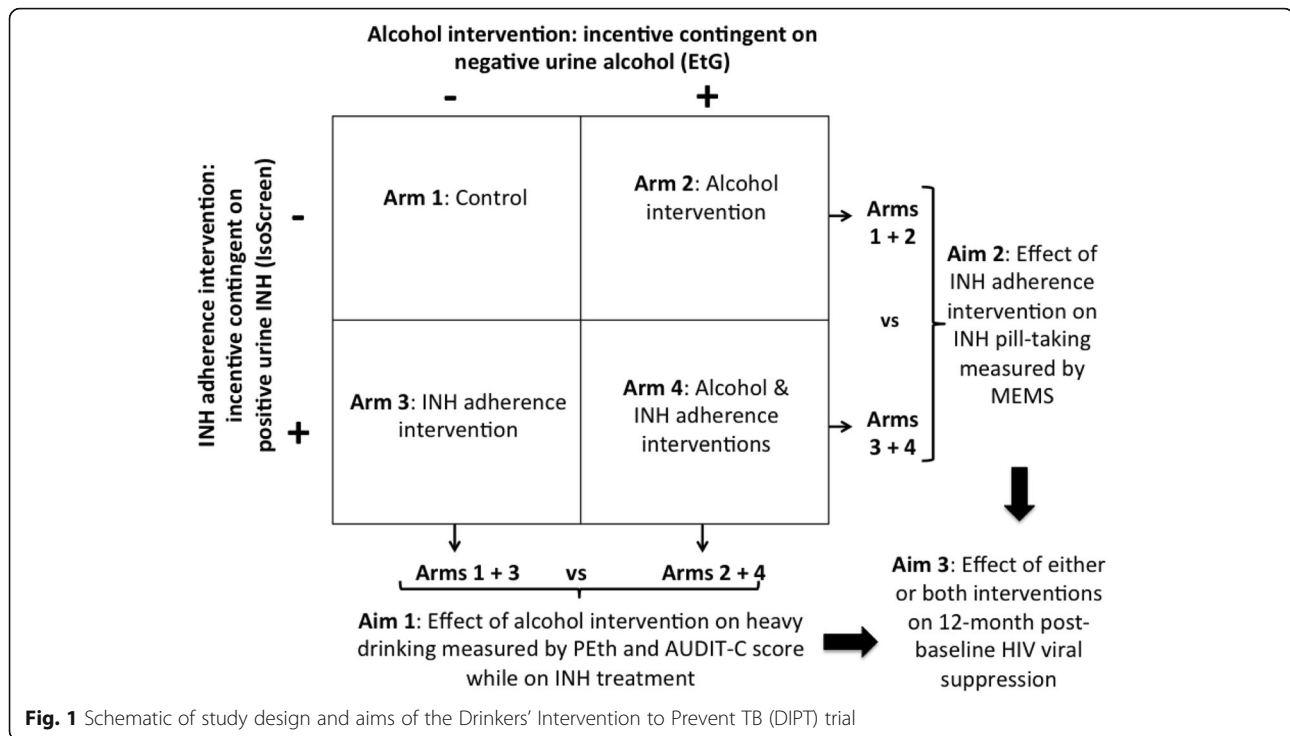 Alcohol intervention: incentive contingent on
negative urine alcohol (EtG)
-
+
INH adherence intervention:
incentive contingent on
positive urine INH (IsoScreen)
-
+
Arm 1: Control
Arm 2: Alcohol
intervention
Arm 3: INH adherence
intervention
Arm 4: Alcohol &
INH adherence
interventions
Arms
1 + 2
vs
Arms
3 + 4
Aim 2: Effect of
INH adherence
intervention on
INH pill-taking
measured by
MEMS
Arms 1 + 3 vs Arms 2 + 4
Aim 1: Effect of alcohol intervention on heavy
drinking measured by PEth and AUDIT-C score
while on INH treatment
Aim 3: Effect of either
or both interventions
on 12-month post-
baseline HIV viral
suppression
Fig. 1 Schematic of study design and aims of the Drinkers’ Intervention to Prevent TB (DIPT) trial